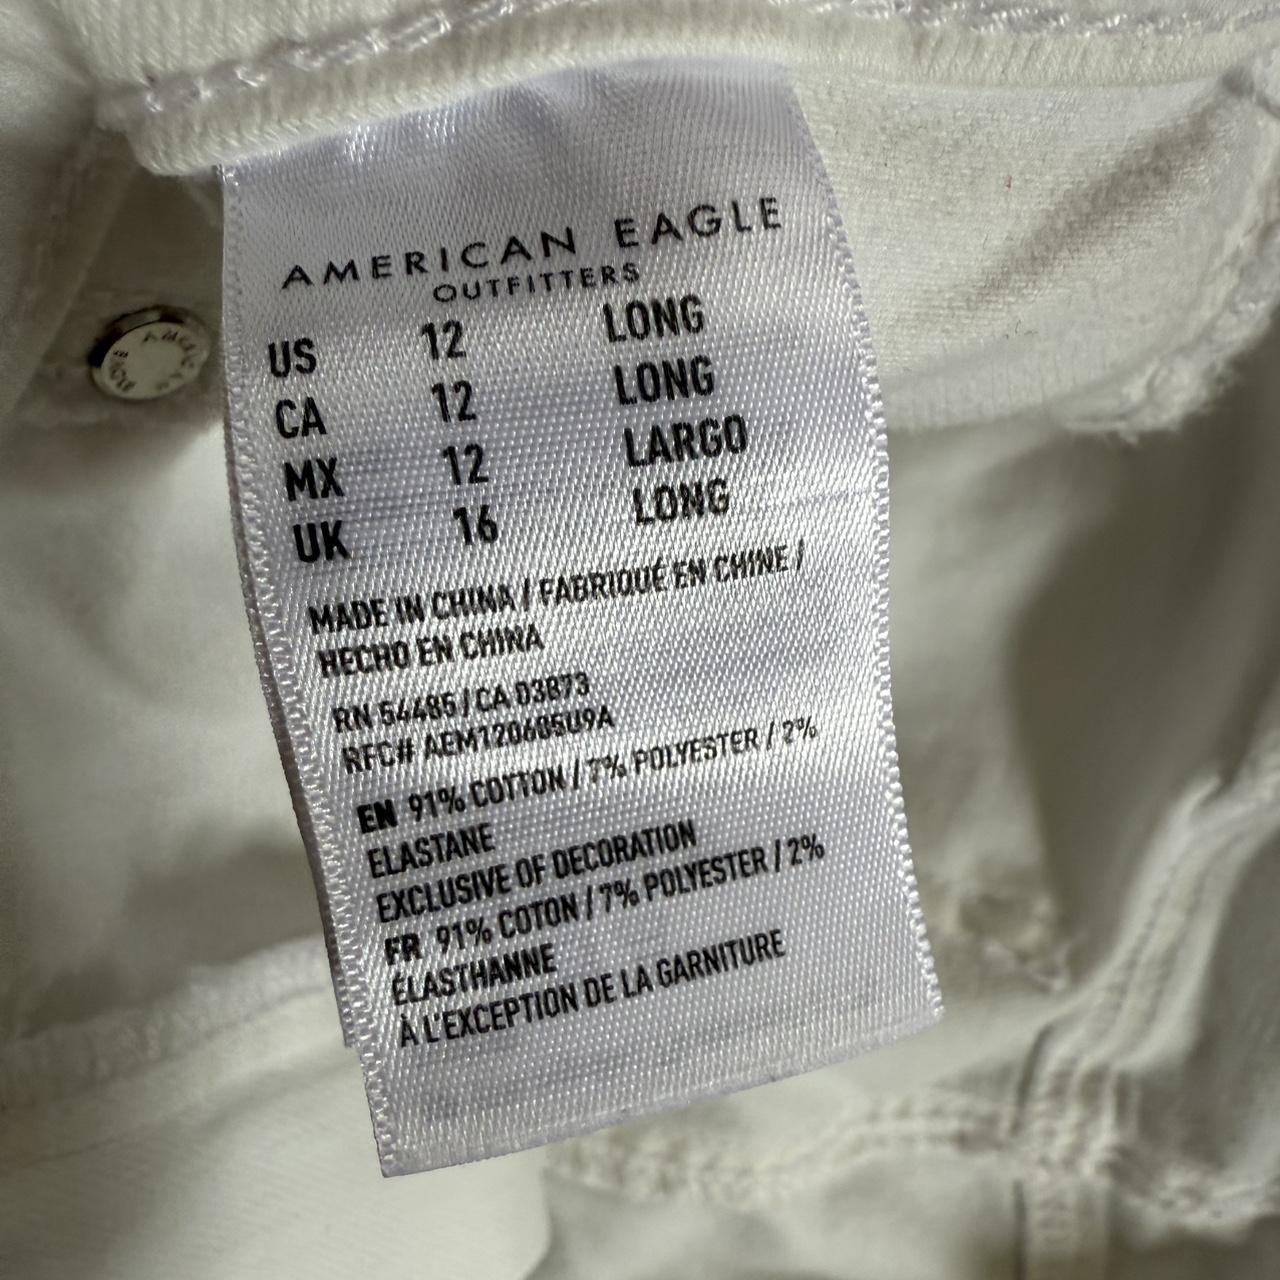 AMERICAN EAGLE
OUTFITTERS
US 12 LONG
CA 12 LONG
MX 12 LARGO
UK 16 LONG
MADE IN CHINA / FABRIQUÉ EN CHINE /
HECHO EN CHINA
RN 54485 / CA 03873
RFC# AEM120605U9A
EN 91% COTTON / 7% POLYESTER / 2%
ELASTANE
EXCLUSIVE OF DECORATION
FR 91% COTON / 7% POLYESTER / 2%
ÉLASTHANNE
À L'EXCEPTION DE LA GARNITURE
AMERICAN EAGLE